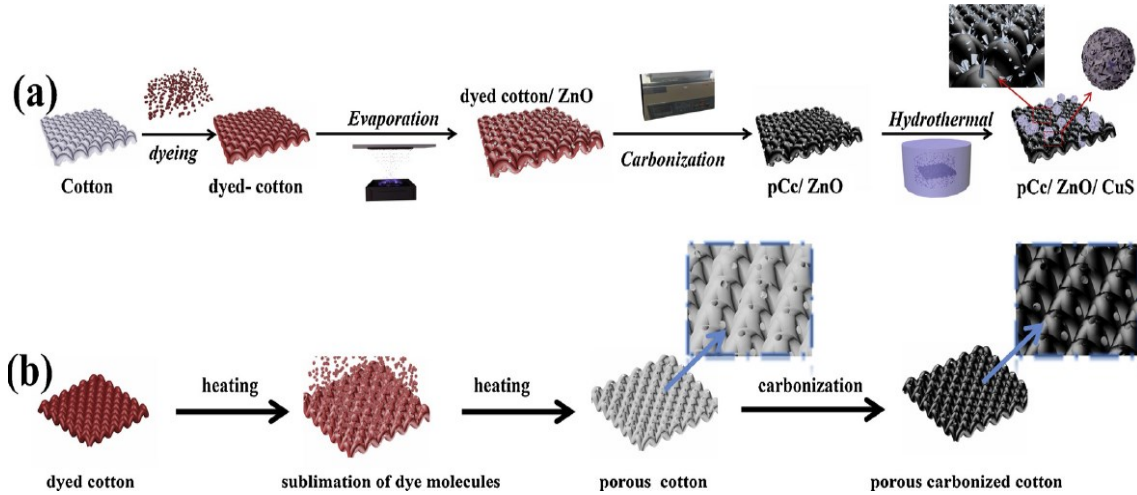 (a)
Cotton
dyeing
dyed- cotton
Evaporation
dyed cotton/ ZnO
Carbonization
pCc/ ZnO
Hydrothermal
pCc/ ZnO/ CuS
(b)
dyed cotton
heating
sublimation of dye molecules
heating
porous cotton
carbonization
porous carbonized cotton